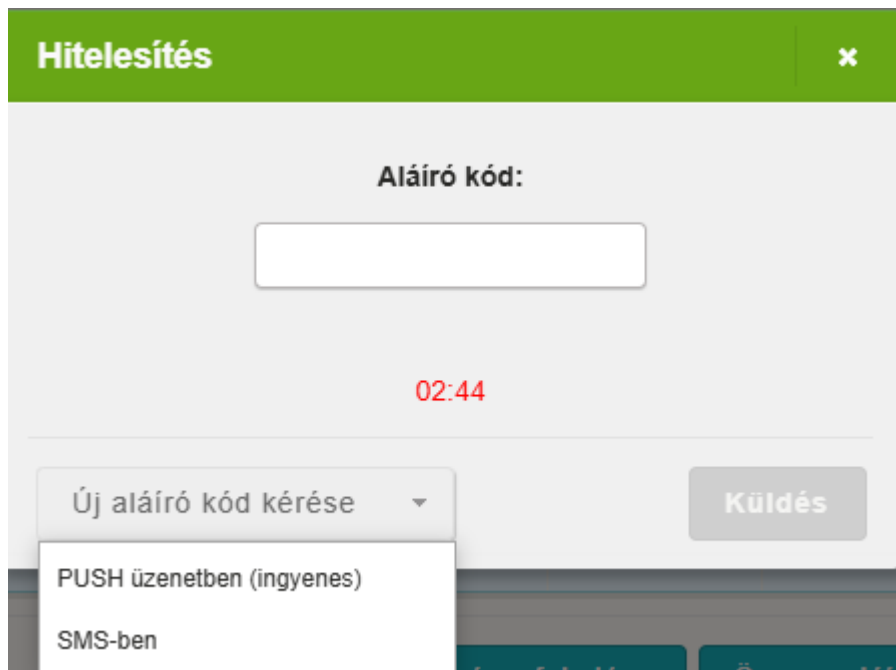 Hitelesítés
Aláíró kód:
02:44
Új aláíró kód kérése
Küldés
PUSH üzenetben (ingyenes)
SMS-ben